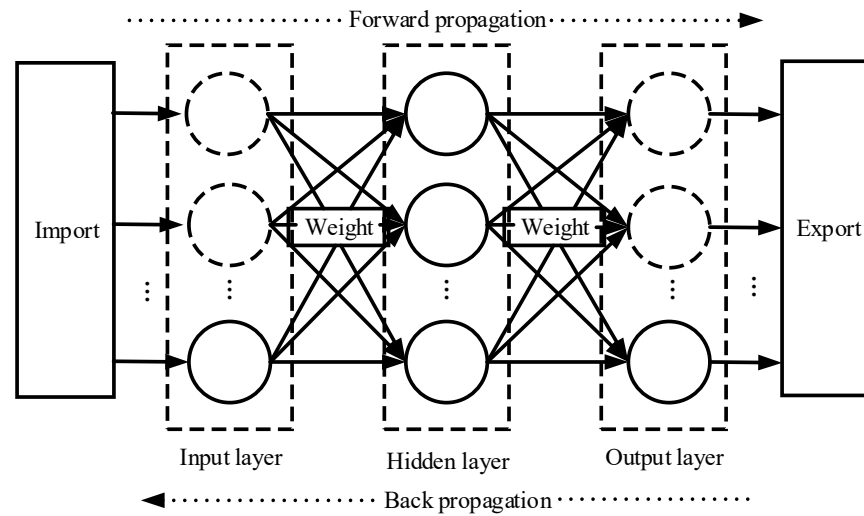 Forward propagation
Import
Weight
Weight
Export
Input layer
Hidden layer
Output layer
Back propagation